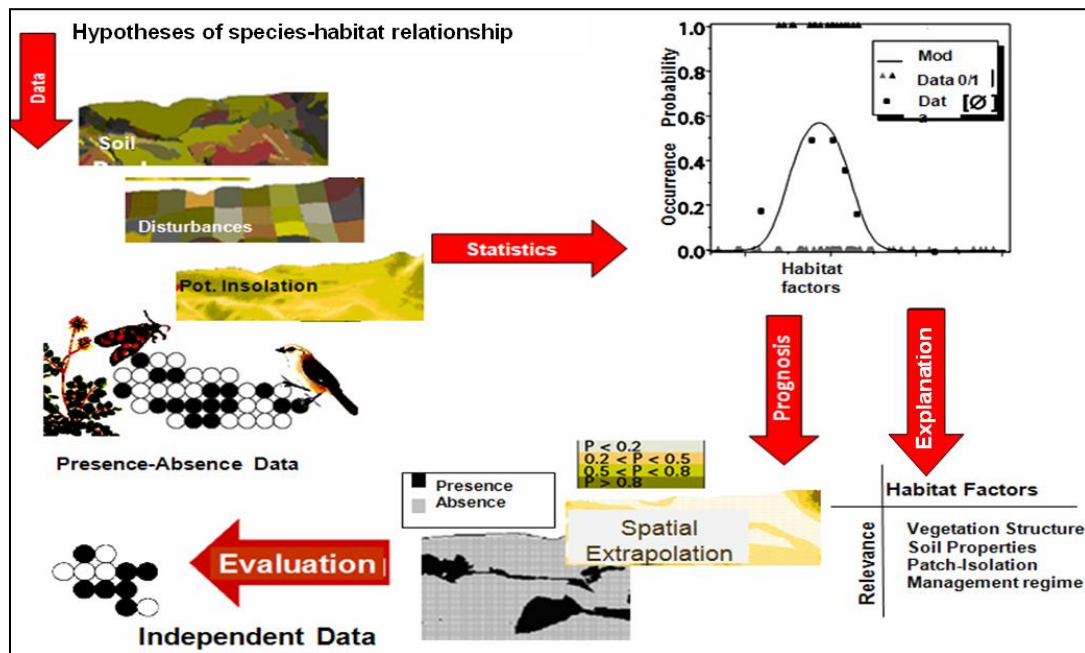 Hypotheses of species-habitat relationship
Data
Soil
Disturbances
Pot. Insolation
Presence-Absence Data
Statistics
Occurrence Probability
1.0
0.8
0.6
0.4
0.2
0.0
Mod
Data 0/1
Dat [Ø]
a
Habitat
factors
Prognosis
Explanation
P < 0.2
0.2 < P < 0.5
0.5 < P < 0.8
P > 0.8
Presence
Absence
Spatial
Extrapolation
Habitat Factors
Relevance
Vegetation Structure
Soil Properties
Patch-Isolation
Management regime
Evaluation
Independent Data